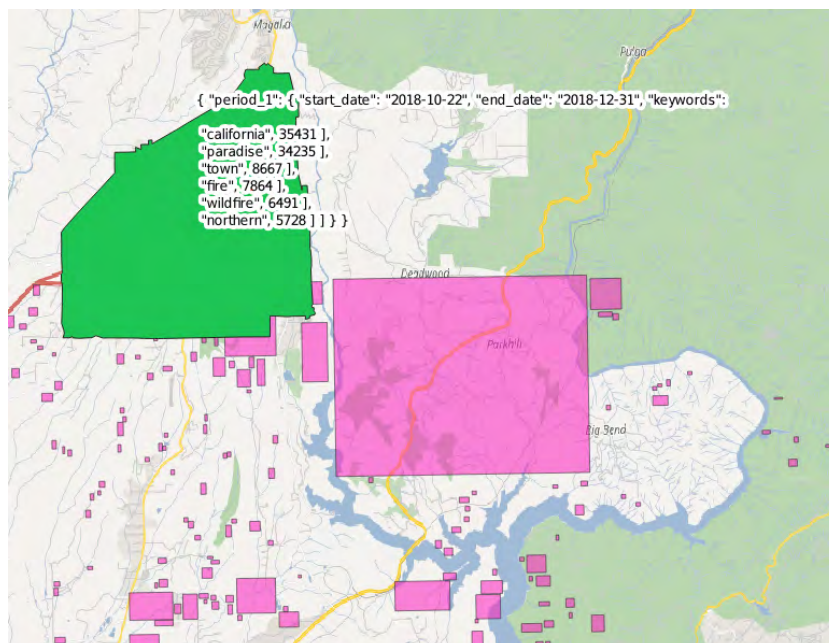 Magalia
Pulga
{ "period_1": { "start_date": "2018-10-22", "end_date": "2018-12-31", "keywords":
"california", 35431 ],
"paradise", 34235 ],
"town", 8667 ],
"fire", 7864 ],
"wildfire", 6491 ],
"northern", 5728 ] ] } }
Deadwood
Parkhill
Big Bend